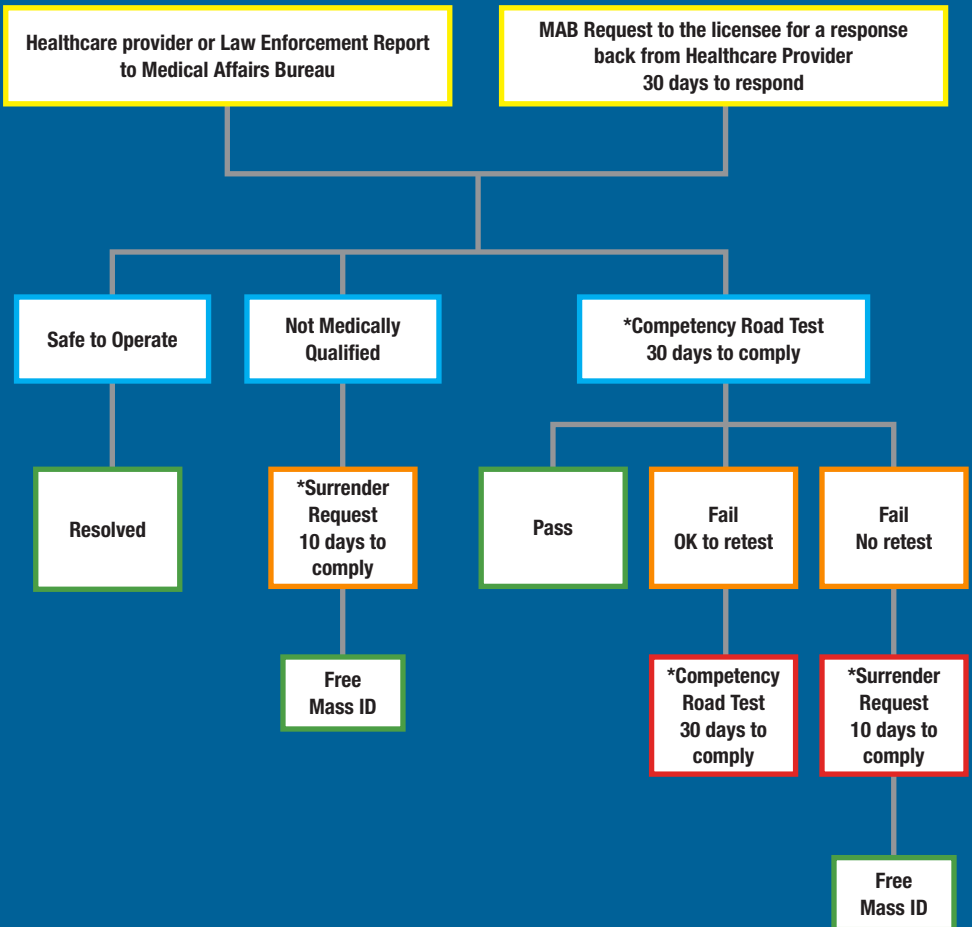 Healthcare provider or Law Enforcement Report
to Medical Affairs Bureau
MAB Request to the licensee for a response
back from Healthcare Provider
30 days to respond
Safe to Operate
Not Medically
Qualified
*Competency Road Test
30 days to comply
Resolved
*Surrender
Request
10 days to
comply
Pass
Fail
OK to retest
Fail
No retest
Free
Mass ID
*Competency
Road Test
30 days to
comply
*Surrender
Request
10 days to
comply
Free
Mass ID